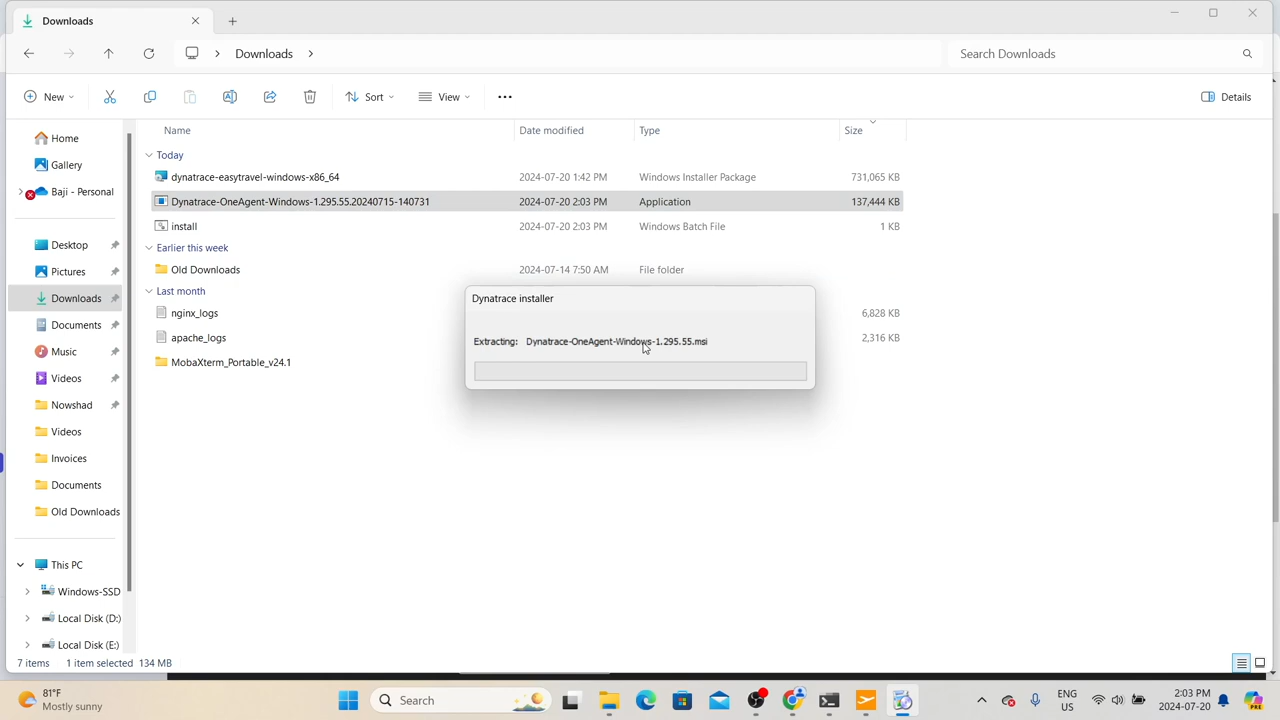 Downloads
Downloads
Search Downloads
New
Sort
View
Details
Name
Date modified
Type
Size
Home
Gallery
Baji - Personal
Desktop
Pictures
Downloads
Documents
Music
Videos
Nowshad
Videos
Invoices
Documents
Old Downloads
This PC
Windows-SSD
Local Disk (D:)
Local Disk (E:)
Today
dynatrace-easytravel-windows-x86_64 2024-07-20 1:42 PM Windows Installer Package 731,065 KB
Dynatrace-OneAgent-Windows-1.295.55.20240715-140731 2024-07-20 2:03 PM Application 137,444 KB
install 2024-07-20 2:03 PM Windows Batch File 1 KB
Earlier this week
Old Downloads 2024-07-14 7:50 AM File folder
Last month
nginx_logs 6,828 KB
apache_logs 2,316 KB
MobaXterm_Portable_v24.1
Dynatrace installer
Extracting: Dynatrace-OneAgent-Windows-1.295.55.msi
7 items 1 item selected 134 MB
81°F
Mostly sunny
Search
ENG
US
2:03 PM
2024-07-20
PRE